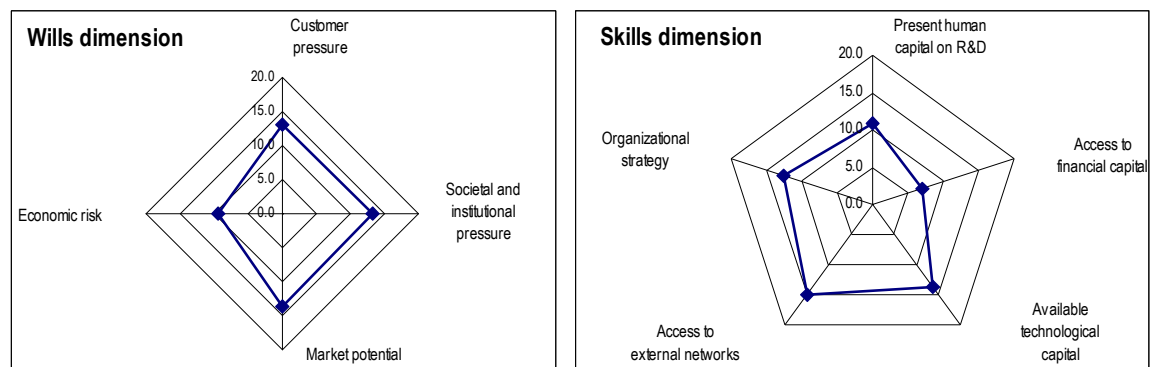 Wills dimension
Customer
pressure
20.0
15.0
10.0
5.0
0.0
Economic risk
Societal and
institutional
pressure
Market potential
Skills dimension
Present human
capital on R&D
20.0
15.0
10.0
5.0
0.0
Organizational
strategy
Access to
financial capital
Access to
external networks
Available
technological
capital